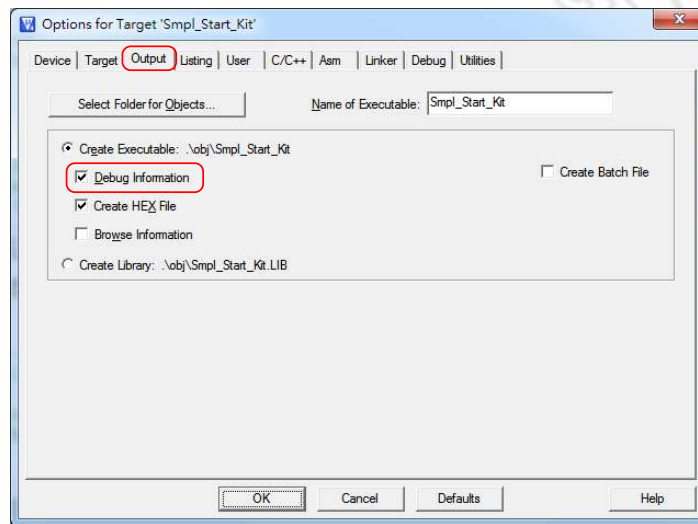 Options for Target 'Smpl_Start_Kit'
Device Target Output Listing User C/C++ Asm Linker Debug Utilities
Select Folder for Objects... Name of Executable: Smpl_Start_Kit
Create Executable: .\obj\Smpl_Start_Kit
Debug Information Create Batch File
Create HEX File
Browse Information
Create Library: .\obj\Smpl_Start_Kit.LIB
OK Cancel Defaults Help